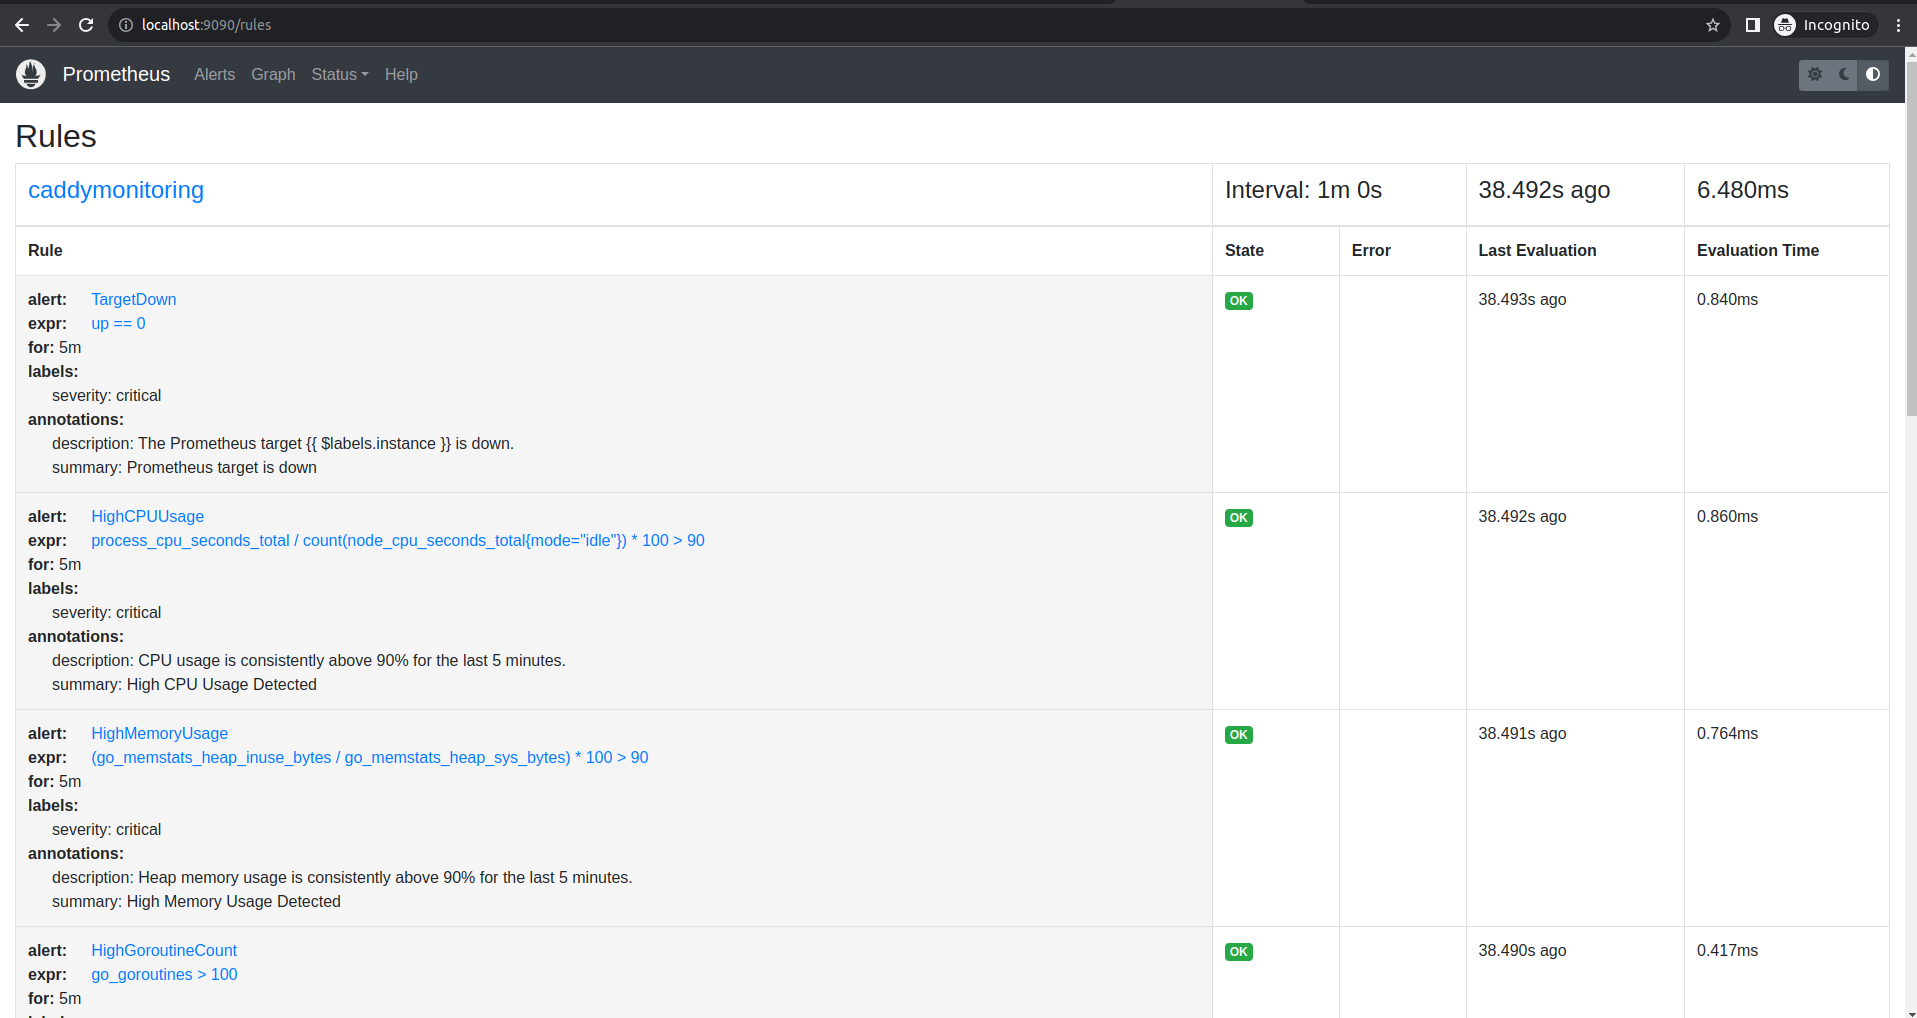 localhost:9090/rules
Incognito
Prometheus Alerts Graph Status Help
Rules
caddymonitoring Interval: 1m 0s 38.492s ago 6.480ms
Rule State Error Last Evaluation Evaluation Time
alert: TargetDown OK 38.493s ago 0.840ms
expr: up == 0
for: 5m
labels:
severity: critical
annotations:
description: The Prometheus target {{ $labels.instance }} is down.
summary: Prometheus target is down
alert: HighCPUUsage OK 38.492s ago 0.860ms
expr: process_cpu_seconds_total / count(node_cpu_seconds_total{mode="idle"}) * 100 > 90
for: 5m
labels:
severity: critical
annotations:
description: CPU usage is consistently above 90% for the last 5 minutes.
summary: High CPU Usage Detected
alert: HighMemoryUsage OK 38.491s ago 0.764ms
expr: (go_memstats_heap_inuse_bytes / go_memstats_heap_sys_bytes) * 100 > 90
for: 5m
labels:
severity: critical
annotations:
description: Heap memory usage is consistently above 90% for the last 5 minutes.
summary: High Memory Usage Detected
alert: HighGoroutineCount OK 38.490s ago 0.417ms
expr: go_goroutines > 100
for: 5m